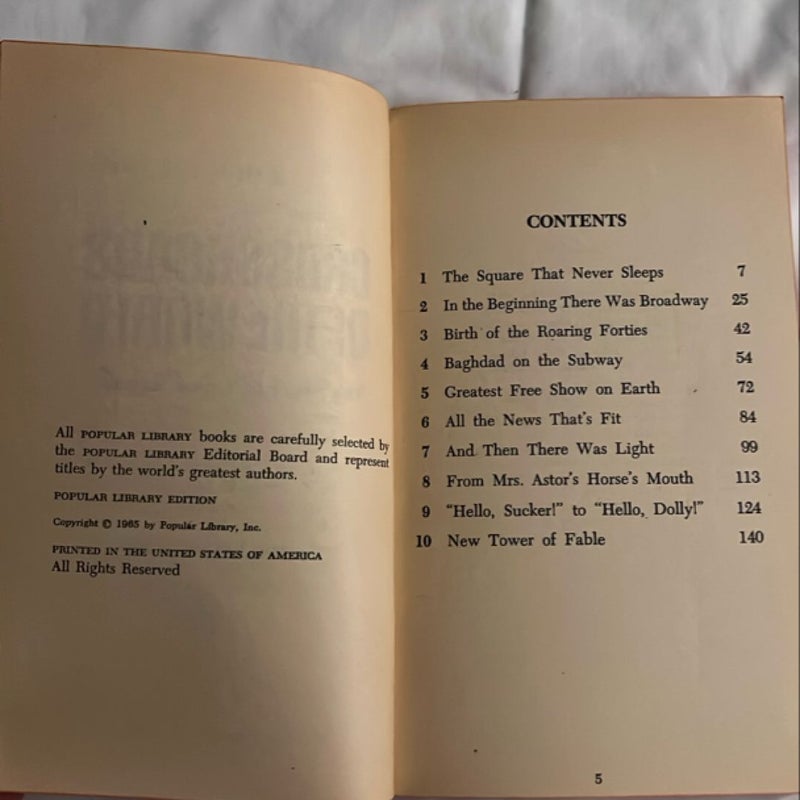 All POPULAR LIBRARY books are carefully selected by
the POPULAR LIBRARY Editorial Board and represent
titles by the world's greatest authors.
POPULAR LIBRARY EDITION
Copyright © 1965 by Popular Library, Inc.
PRINTED IN THE UNITED STATES OF AMERICA
All Rights Reserved
CONTENTS
1 The Square That Never Sleeps 7
2 In the Beginning There Was Broadway 25
3 Birth of the Roaring Forties 42
4 Baghdad on the Subway 54
5 Greatest Free Show on Earth 72
6 All the News That's Fit 84
7 And Then There Was Light 99
8 From Mrs. Astor's Horse's Mouth 113
9 "Hello, Sucker!" to "Hello, Dolly!" 124
10 New Tower of Fable 140
5